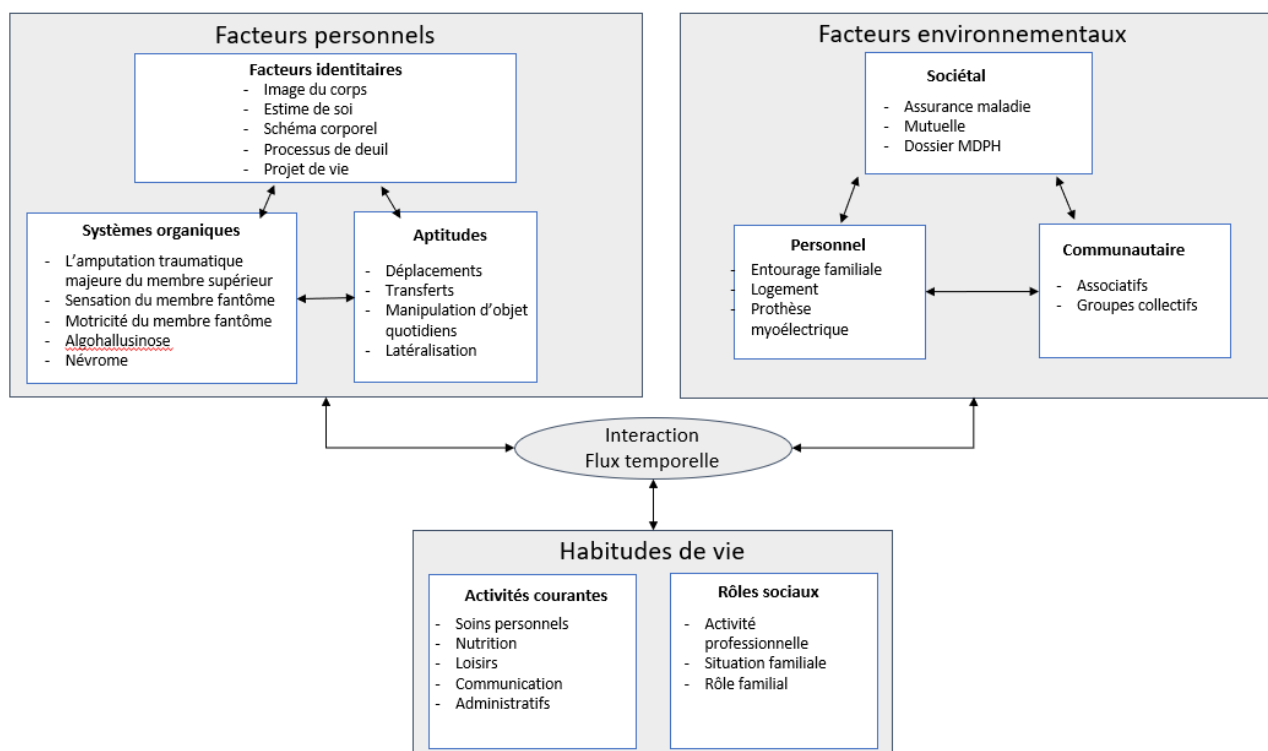 Facteurs personnels
Facteurs identitaires
- Image du corps
- Estime de soi
- Schéma corporel
- Processus de deuil
- Projet de vie
Systèmes organiques
- L'amputation traumatique
majeure du membre supérieur
- Sensation du membre fantôme
- Motricité du membre fantôme
- Algohallusinose
- Névrome
Aptitudes
- Déplacements
- Transferts
- Manipulation d'objet
quotidiens
- Latéralisation
Facteurs environnementaux
Sociétal
- Assurance maladie
- Mutuelle
- Dossier MDPH
Personnel
- Entourage familiale
- Logement
- Prothèse
myoélectrique
Communautaire
- Associatifs
- Groupes collectifs
Interaction
Flux temporelle
Habitudes de vie
Activités courantes
- Soins personnels
- Nutrition
- Loisirs
- Communication
- Administratifs
Rôles sociaux
- Activité
professionnelle
- Situation familiale
- Rôle familial